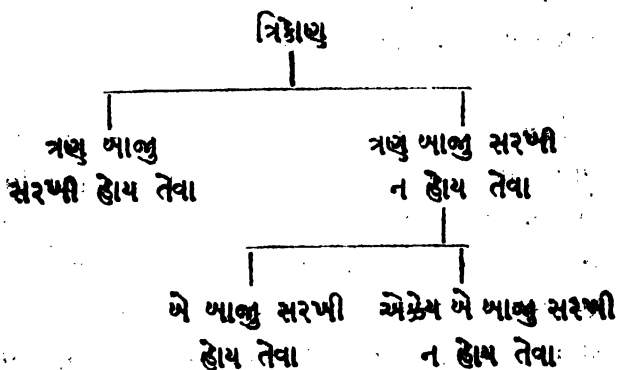 ત્રિકોણ
ત્રણ બાજુ
સરખી હોય તેવા
ત્રણ બાજુ સરખી
ન હોય તેવા
બે બાજુ સરખી
હોય તેવા
એકેય બે બાજુ સરખી
ન હોય તેવા